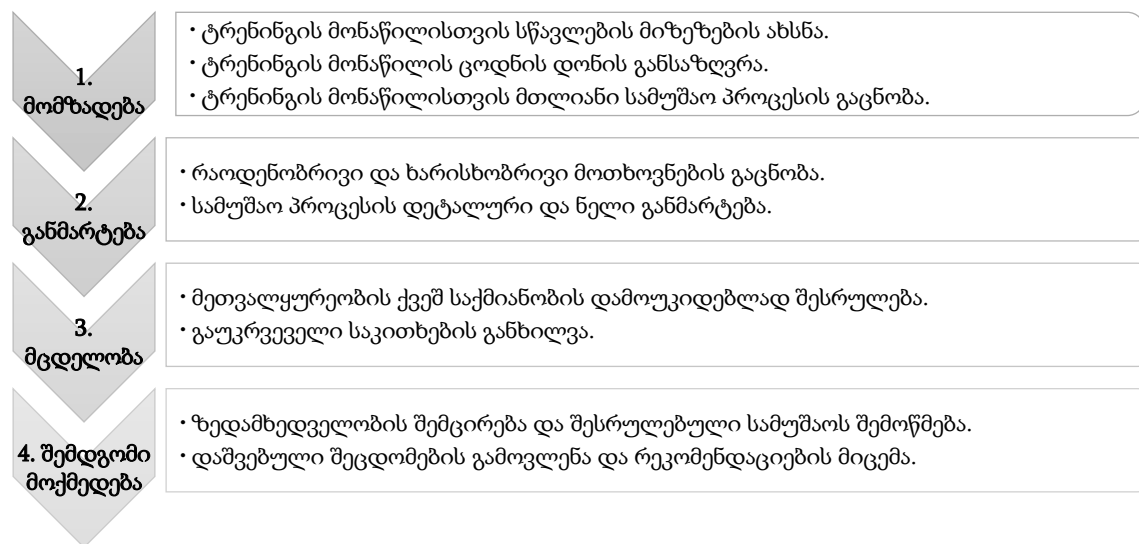 1.
მომზადება
• ტრენინგის მონაწილისთვის სწავლების მიზეზების ახსნა.
• ტრენინგის მონაწილის ცოდნის დონის განსაზღვრა.
• ტრენინგის მონაწილისთვის მთლიანი სამუშაო პროცესის გაცნობა.
2.
განმარტება
• რაოდენობრივი და ხარისხობრივი მოთხოვნების გაცნობა.
• სამუშაო პროცესის დეტალური და ნელი განმარტება.
3.
მცდელობა
• მეთვალყურეობის ქვეშ საქმიანობის დამოუკიდებლად შესრულება.
• გაუკრვეველი საკითხების განხილვა.
4. შემდგომი
მოქმედება
• ზედამხედველობის შემცირება და შესრულებული სამუშაოს შემოწმება.
• დაშვებული შეცდომების გამოვლენა და რეკომენდაციების მიცემა.